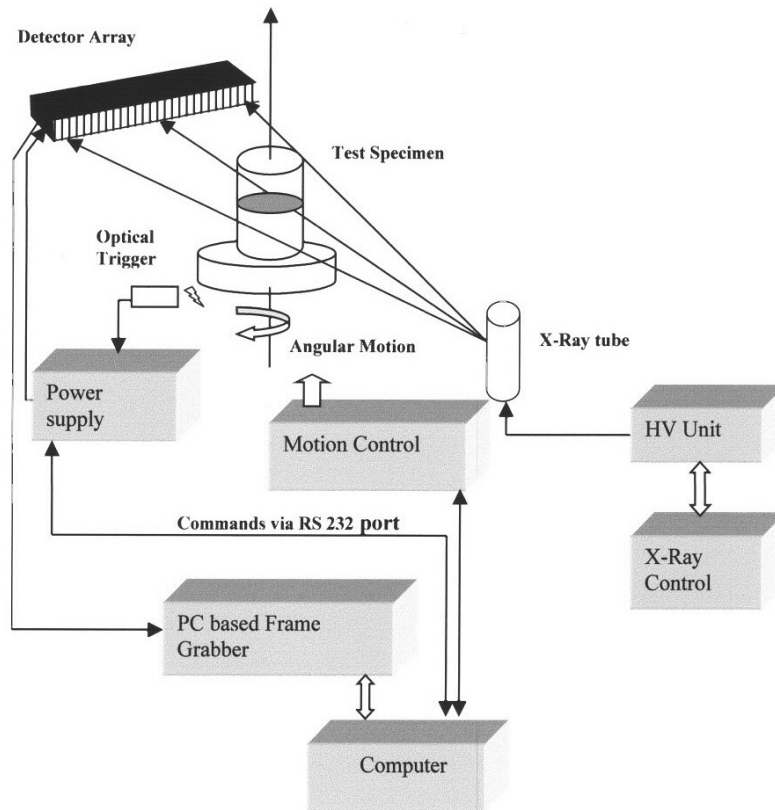 Detector Array
Test Specimen
Optical
Trigger
X-Ray tube
Angular Motion
Power
supply
Motion Control
HV Unit
Commands via RS 232 port
X-Ray
Control
PC based Frame
Grabber
Computer